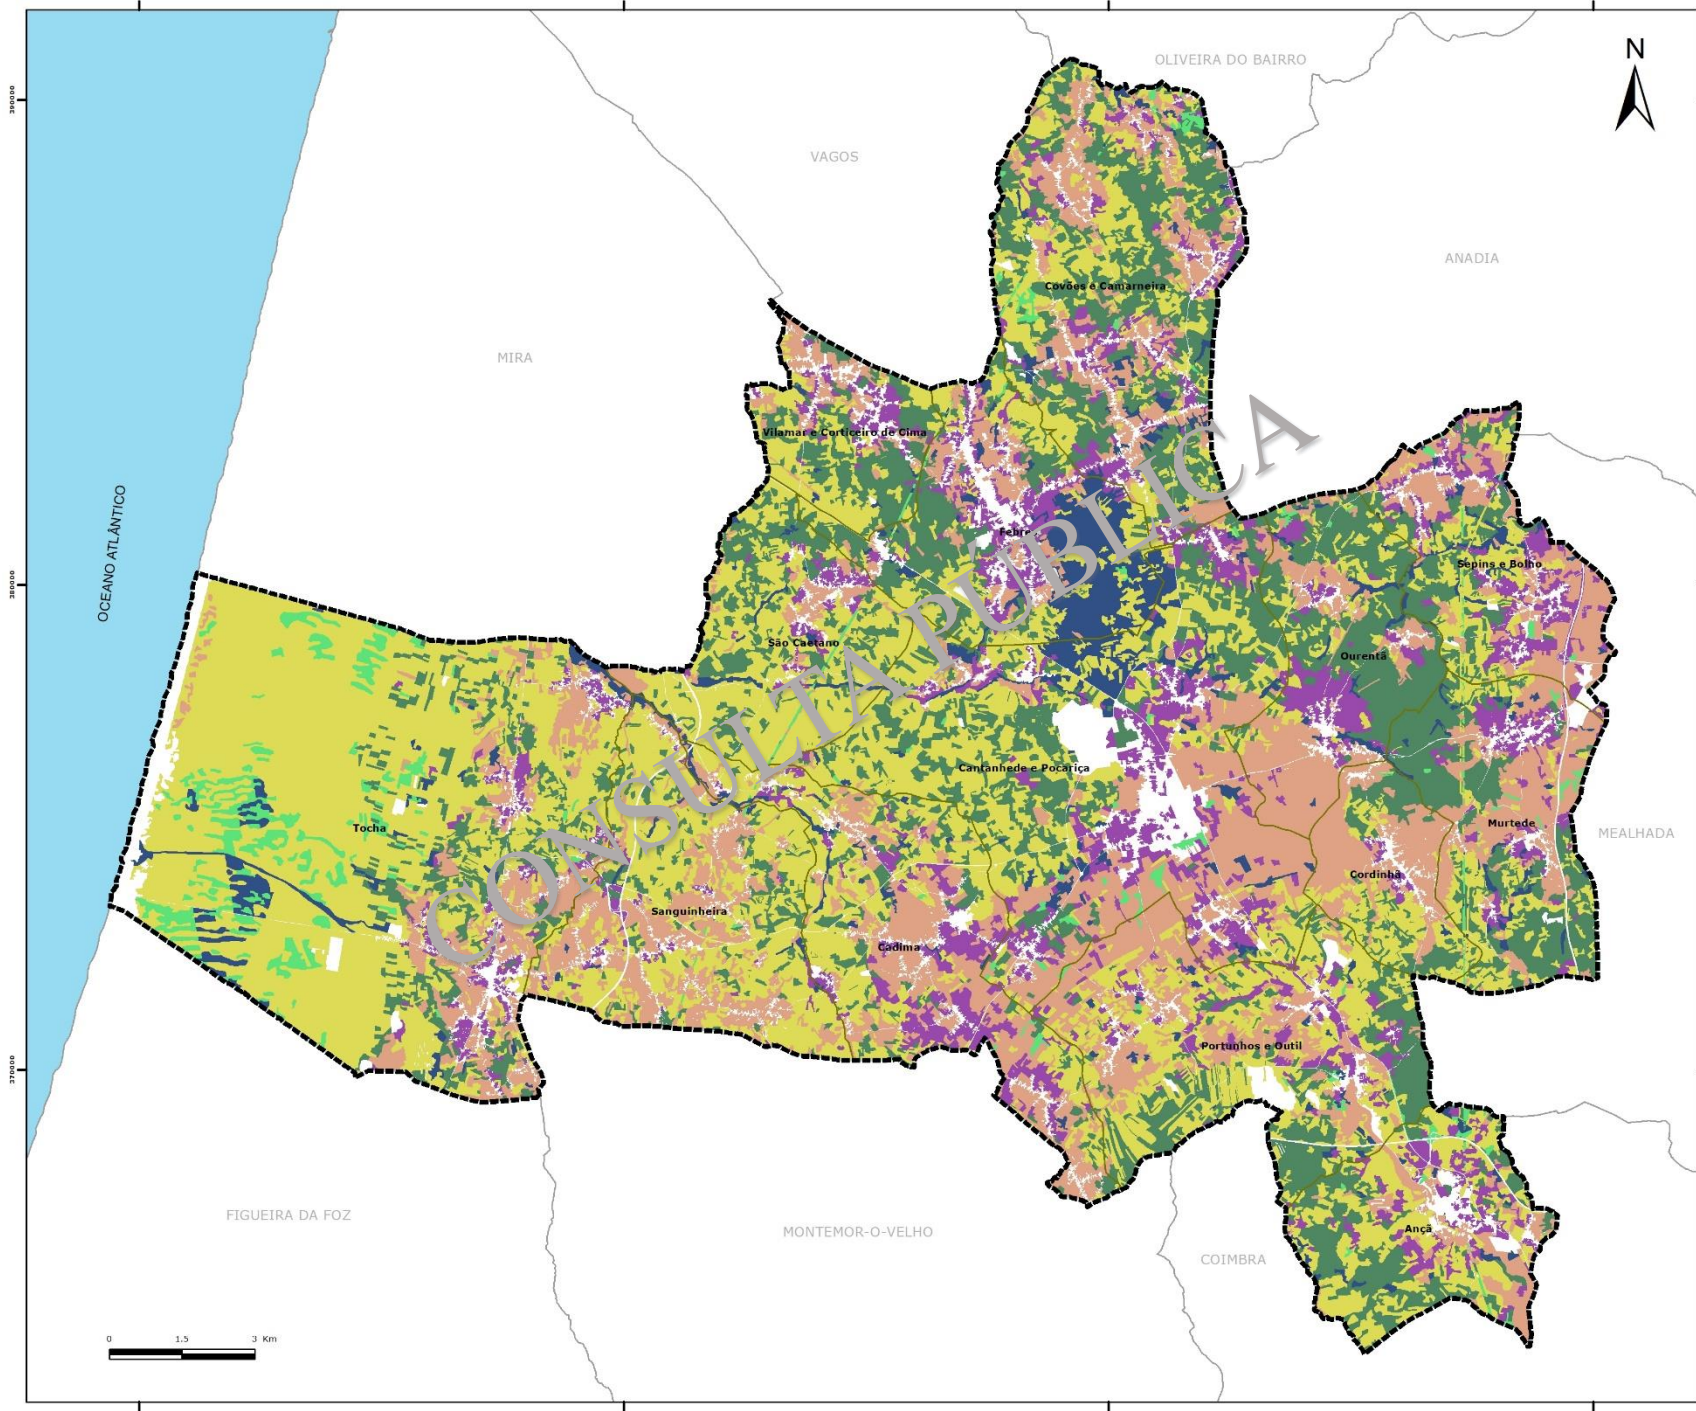 N
OLIVEIRA DO BAIRRO
VAGOS
ANADIA
Covões e Camarneira
MIRA
Vilamar e Corticeiro de Cima
CONSULTA PÚBLICA
OCEANO ATLÂNTICO
Febres
Sepins e Bolho
São Caetano
Ourentã
Cantanhede e Pocariça
Tocha
Murtede
MEALHADA
Cordinhã
Sanguinheira
Cadima
Portunhos e Outil
FIGUEIRA DA FOZ
MONTEMOR-O-VELHO
Ançã
COIMBRA
0 1.5 3 Km